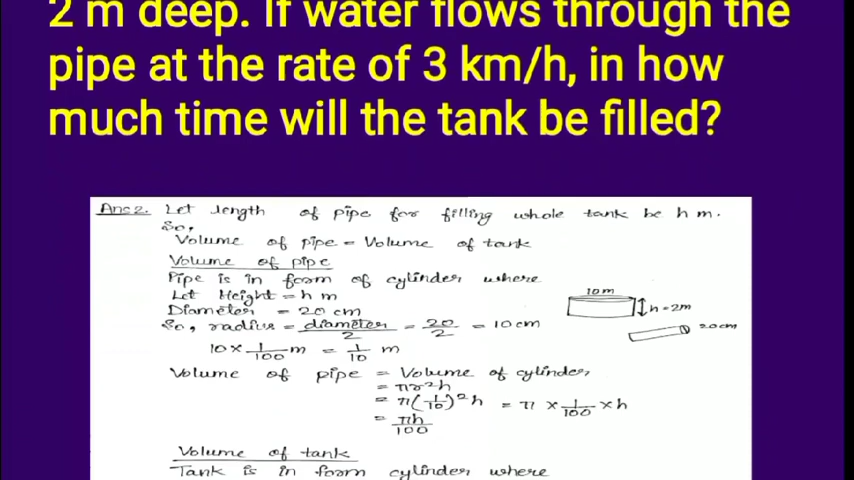 2 m deep. If water flows through the
pipe at the rate of 3 km/h, in how
much time will the tank be filled?
Ans 2. Let length of pipe for filling whole tank be h m.
So,
Volume of pipe = Volume of tank
Volume of pipe
Pipe is in form of cylinder where
Let Height = h m
Diameter = 20 cm
So, radius = diameter/2 = 20/2 = 10 cm
10 × 1/100 m = 1/10 m
10 m
h = 2m
20 cm
Volume of pipe = Volume of cylinder
= πr²h
= π(1/10)²h = π × 1/100 × h
= πh/100
Volume of tank
Tank is in form cylinder where